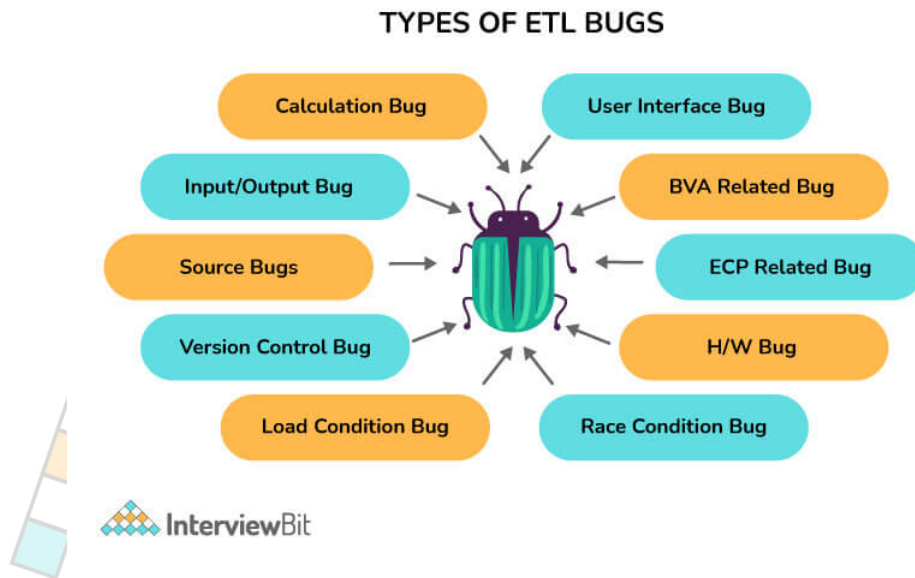 TYPES OF ETL BUGS
Calculation Bug
User Interface Bug
Input/Output Bug
BVA Related Bug
Source Bugs
ECP Related Bug
Version Control Bug
H/W Bug
Load Condition Bug
Race Condition Bug
InterviewBit